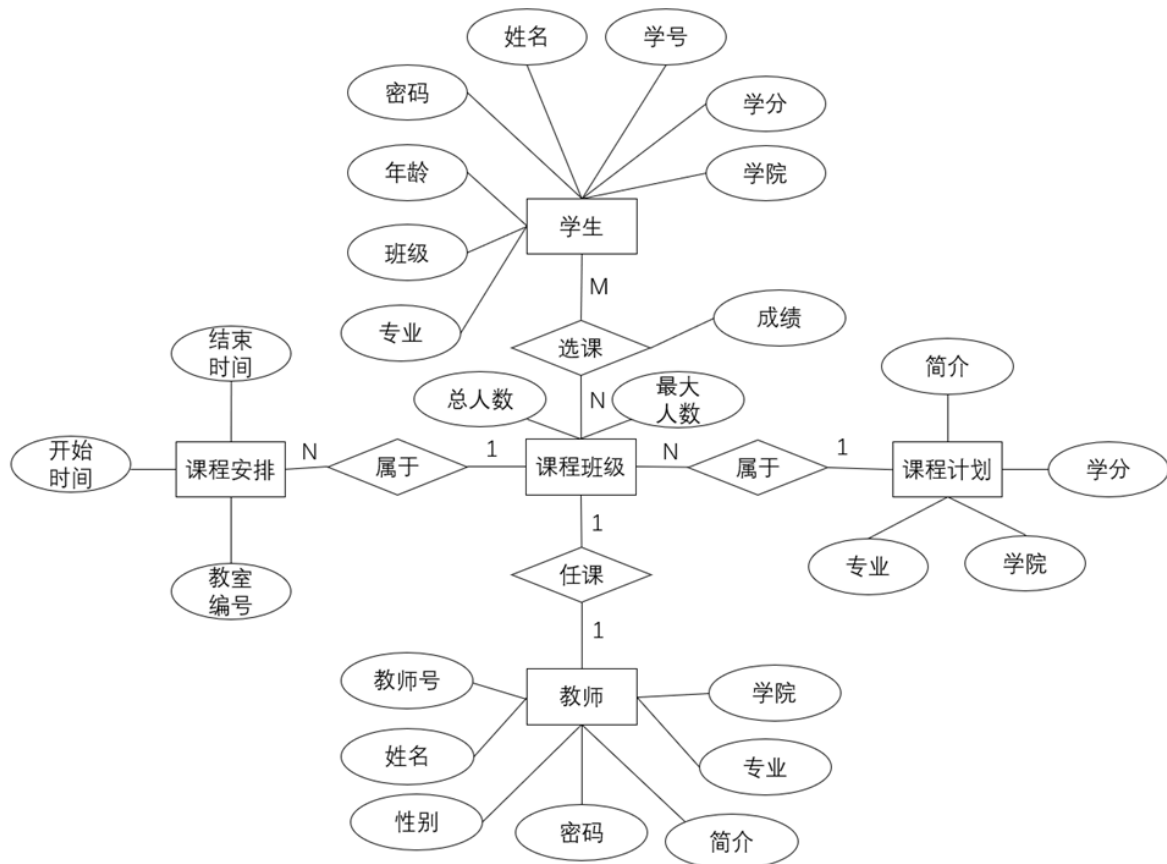 姓名
学号
密码
学分
年龄
学院
学生
班级
M
专业
成绩
结束
时间
选课
简介
总人数
N
最大
人数
开始
时间
课程安排
N
属于
1
课程班级
N
属于
1
课程计划
学分
1
专业
学院
教室
编号
任课
1
教师号
学院
教师
姓名
专业
性别
密码
简介